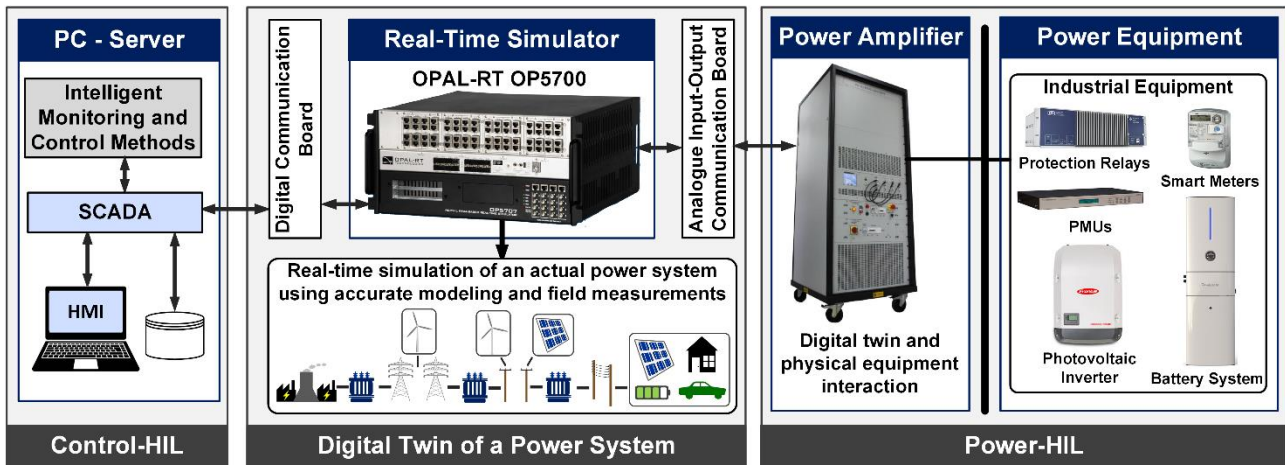 PC - Server
Intelligent
Monitoring and
Control Methods
SCADA
HMI
Control-HIL
Digital Communication
Board
Real-Time Simulator
OPAL-RT OP5700
OPAL-RT
OP5707
Analogue Input-Output
Communication Board
Real-time simulation of an actual power system
using accurate modeling and field measurements
Digital Twin of a Power System
Power Amplifier
Digital twin and
physical equipment
interaction
Power Equipment
Industrial Equipment
Protection Relays
Smart Meters
PMUs
Photovoltaic
Inverter
Battery System
Power-HIL